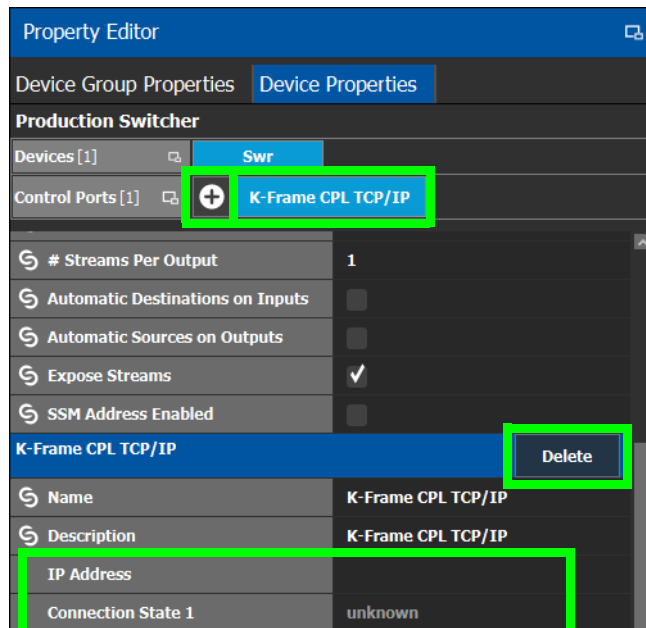 Property Editor
Device Group Properties Device Properties
Production Switcher
Devices [1] Swr
Control Ports [1] K-Frame CPL TCP/IP
# Streams Per Output 1
Automatic Destinations on Inputs
Automatic Sources on Outputs
Expose Streams
SSM Address Enabled
K-Frame CPL TCP/IP Delete
Name K-Frame CPL TCP/IP
Description K-Frame CPL TCP/IP
IP Address
Connection State 1 unknown